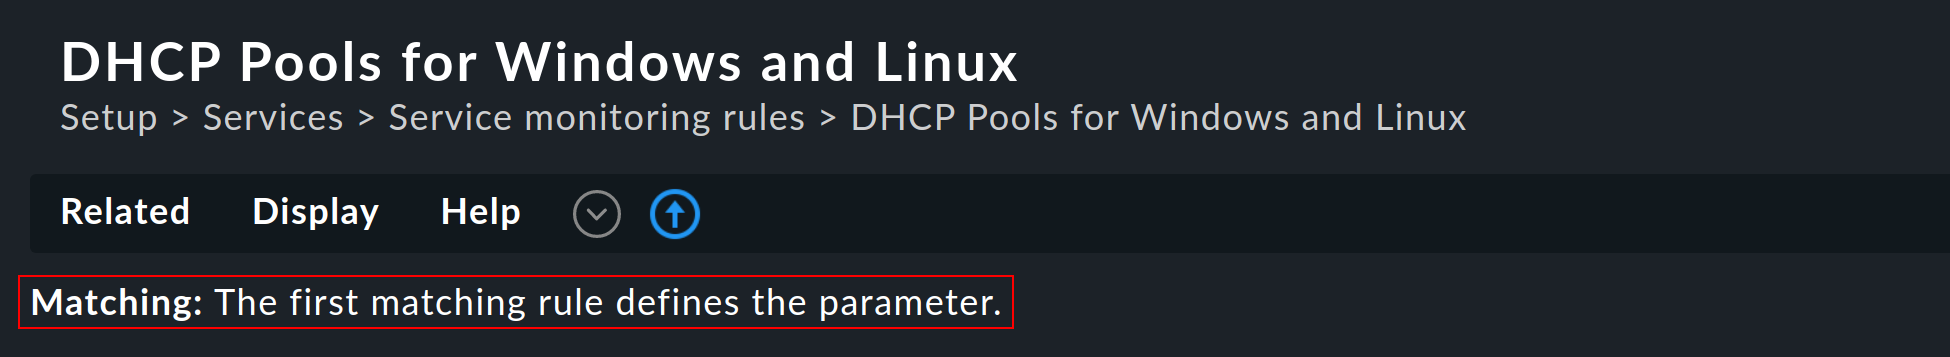 DHCP Pools for Windows and Linux
Setup > Services > Service monitoring rules > DHCP Pools for Windows and Linux
Related Display Help
Matching: The first matching rule defines the parameter.